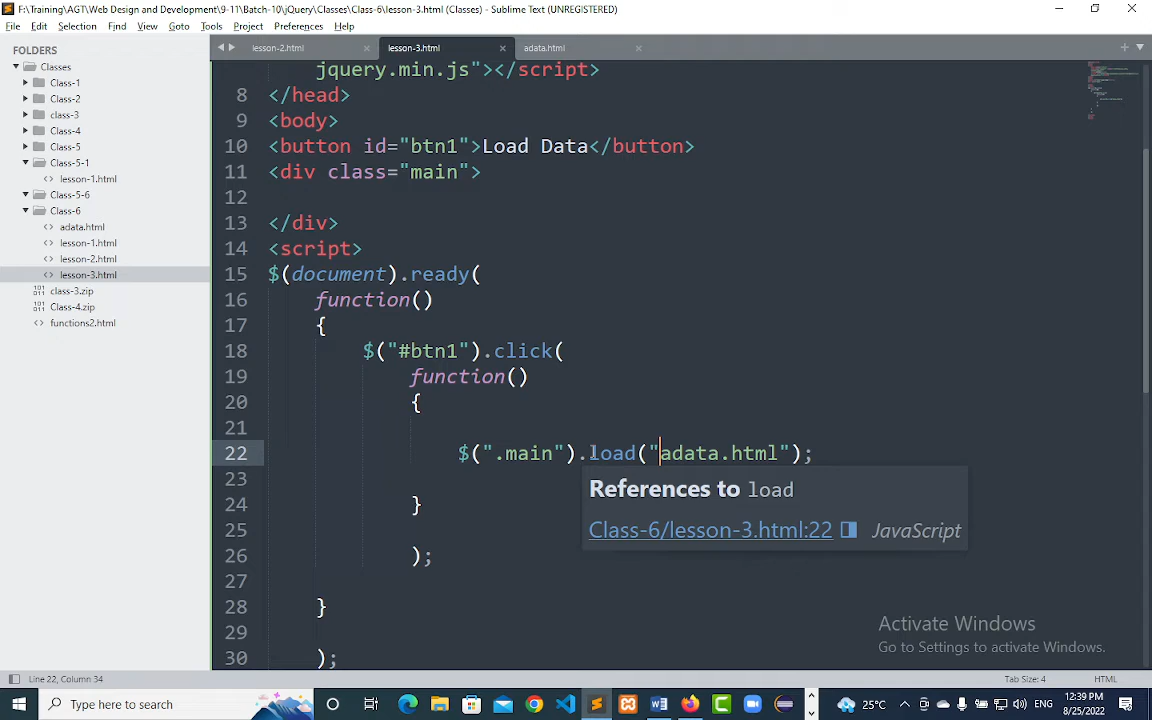 F:\Training\AGT\Web Design and Development\9-11\Batch-10\jQuery\Classes\Class-6\lesson-3.html (Classes) - Sublime Text (UNREGISTERED)
File Edit Selection Find View Goto Tools Project Preferences Help
FOLDERS
Classes
Class-1
Class-2
class-3
Class-4
Class-5
Class-5-1
lesson-1.html
Class-5-6
Class-6
adata.html
lesson-1.html
lesson-2.html
lesson-3.html
class-3.zip
Class-4.zip
functions2.html
lesson-2.html lesson-3.html adata.html
jquery.min.js"></script>
8 </head>
9 <body>
10 <button id="btn1">Load Data</button>
11 <div class="main">
12
13 </div>
14 <script>
15 $(document).ready(
16 function()
17 {
18 $("#btn1").click(
19 function()
20 {
21
22 $(".main").load("adata.html");
23
24 }
25
26 );
27
28 }
29
30 );
References to load
Class-6/lesson-3.html:22 JavaScript
Activate Windows
Go to Settings to activate Windows.
Line 22, Column 34 Tab Size: 4 HTML
Type here to search 25°C ENG 12:39 PM
8/25/2022